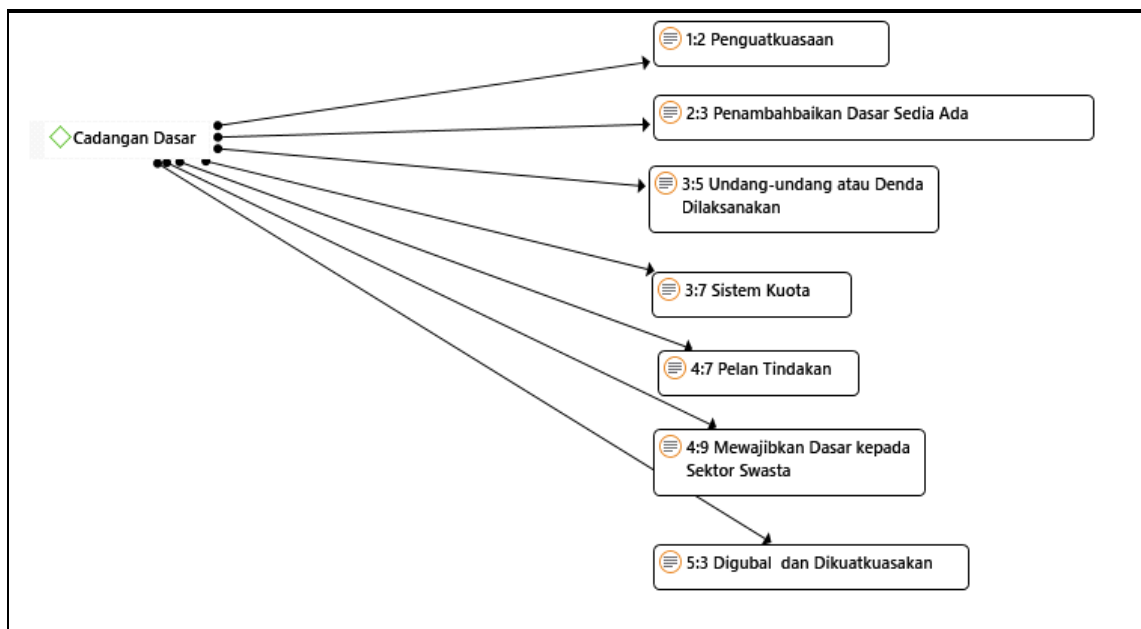 1:2 Penguatkuasaan
Cadangan Dasar
2:3 Penambahbaikan Dasar Sedia Ada
3:5 Undang-undang atau Denda
Dilaksanakan
3:7 Sistem Kuota
4:7 Pelan Tindakan
4:9 Mewajibkan Dasar kepada
Sektor Swasta
5:3 Digubal  dan Dikuatkuasakan